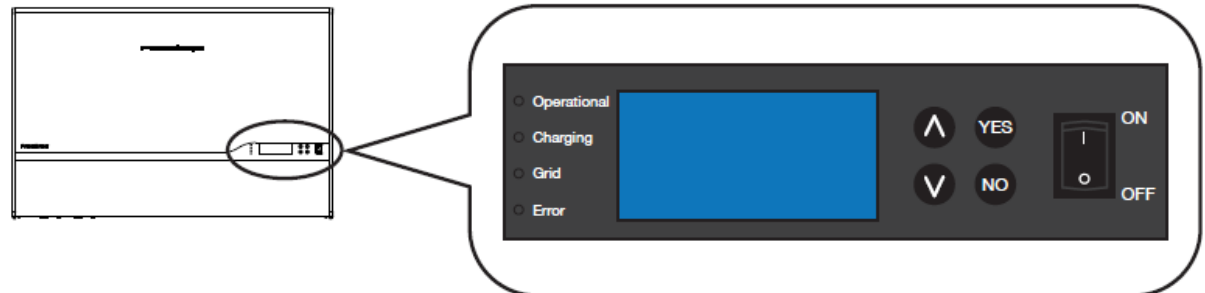 Operational
Charging
Grid
Error
YES
NO
ON
I
O
OFF